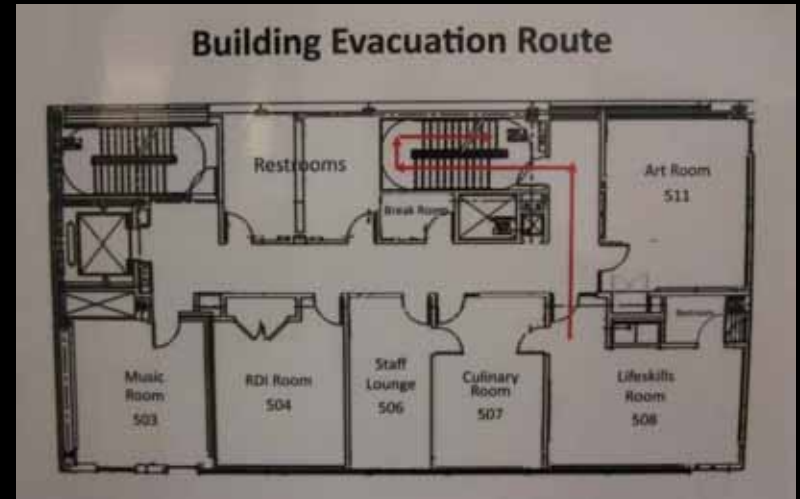 Building Evacuation Route
Restrooms
Art Room
511
Break Room
Restroom
Music
Room
503
RDI Room
504
Staff
Lounge
506
Culinary
Room
507
Lifeskills
Room
508